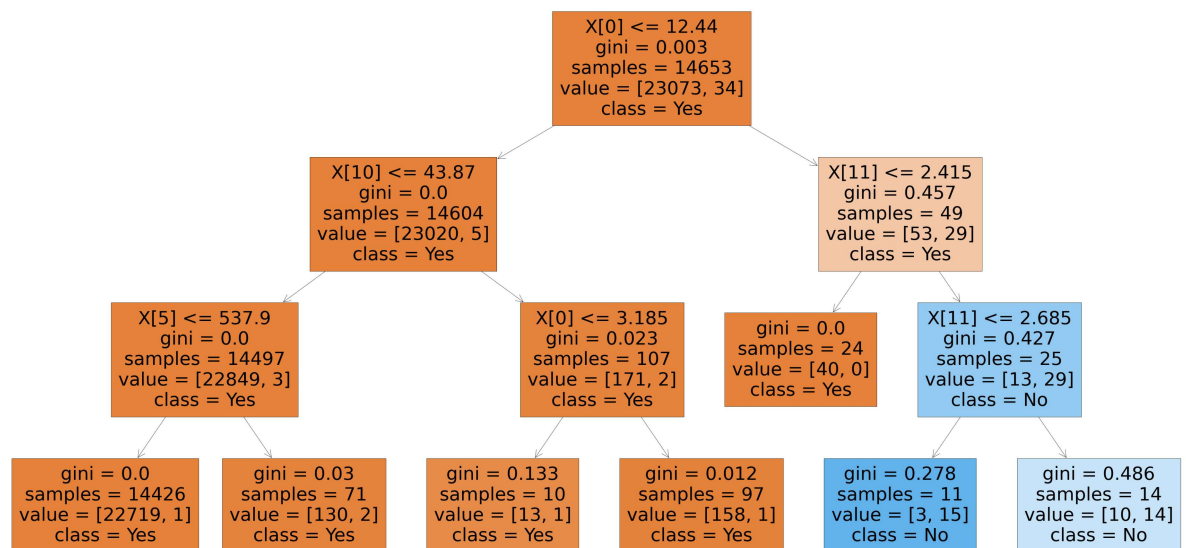 X[0] <= 12.44
gini = 0.003
samples = 14653
value = [23073, 34]
class = Yes
X[10] <= 43.87
gini = 0.0
samples = 14604
value = [23020, 5]
class = Yes
X[11] <= 2.415
gini = 0.457
samples = 49
value = [53, 29]
class = Yes
X[5] <= 537.9
gini = 0.0
samples = 14497
value = [22849, 3]
class = Yes
X[0] <= 3.185
gini = 0.023
samples = 107
value = [171, 2]
class = Yes
gini = 0.0
samples = 24
value = [40, 0]
class = Yes
X[11] <= 2.685
gini = 0.427
samples = 25
value = [13, 29]
class = No
gini = 0.0
samples = 14426
value = [22719, 1]
class = Yes
gini = 0.03
samples = 71
value = [130, 2]
class = Yes
gini = 0.133
samples = 10
value = [13, 1]
class = Yes
gini = 0.012
samples = 97
value = [158, 1]
class = Yes
gini = 0.278
samples = 11
value = [3, 15]
class = No
gini = 0.486
samples = 14
value = [10, 14]
class = No